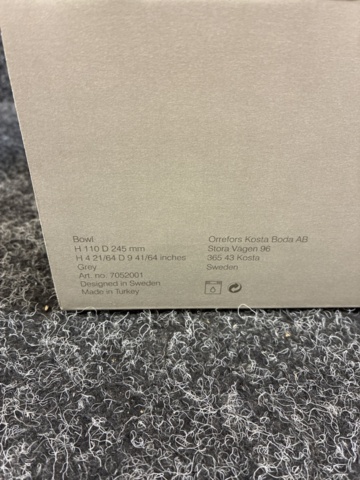 Bowl
H 110 D 245 mm
H 4 21/64 D 9 41/64 inches
Grey
Art. no. 7052001
Designed in Sweden
Made in Turkey
Orrefors Kosta Boda AB
Stora Vägen 96
365 43 Kosta
Sweden